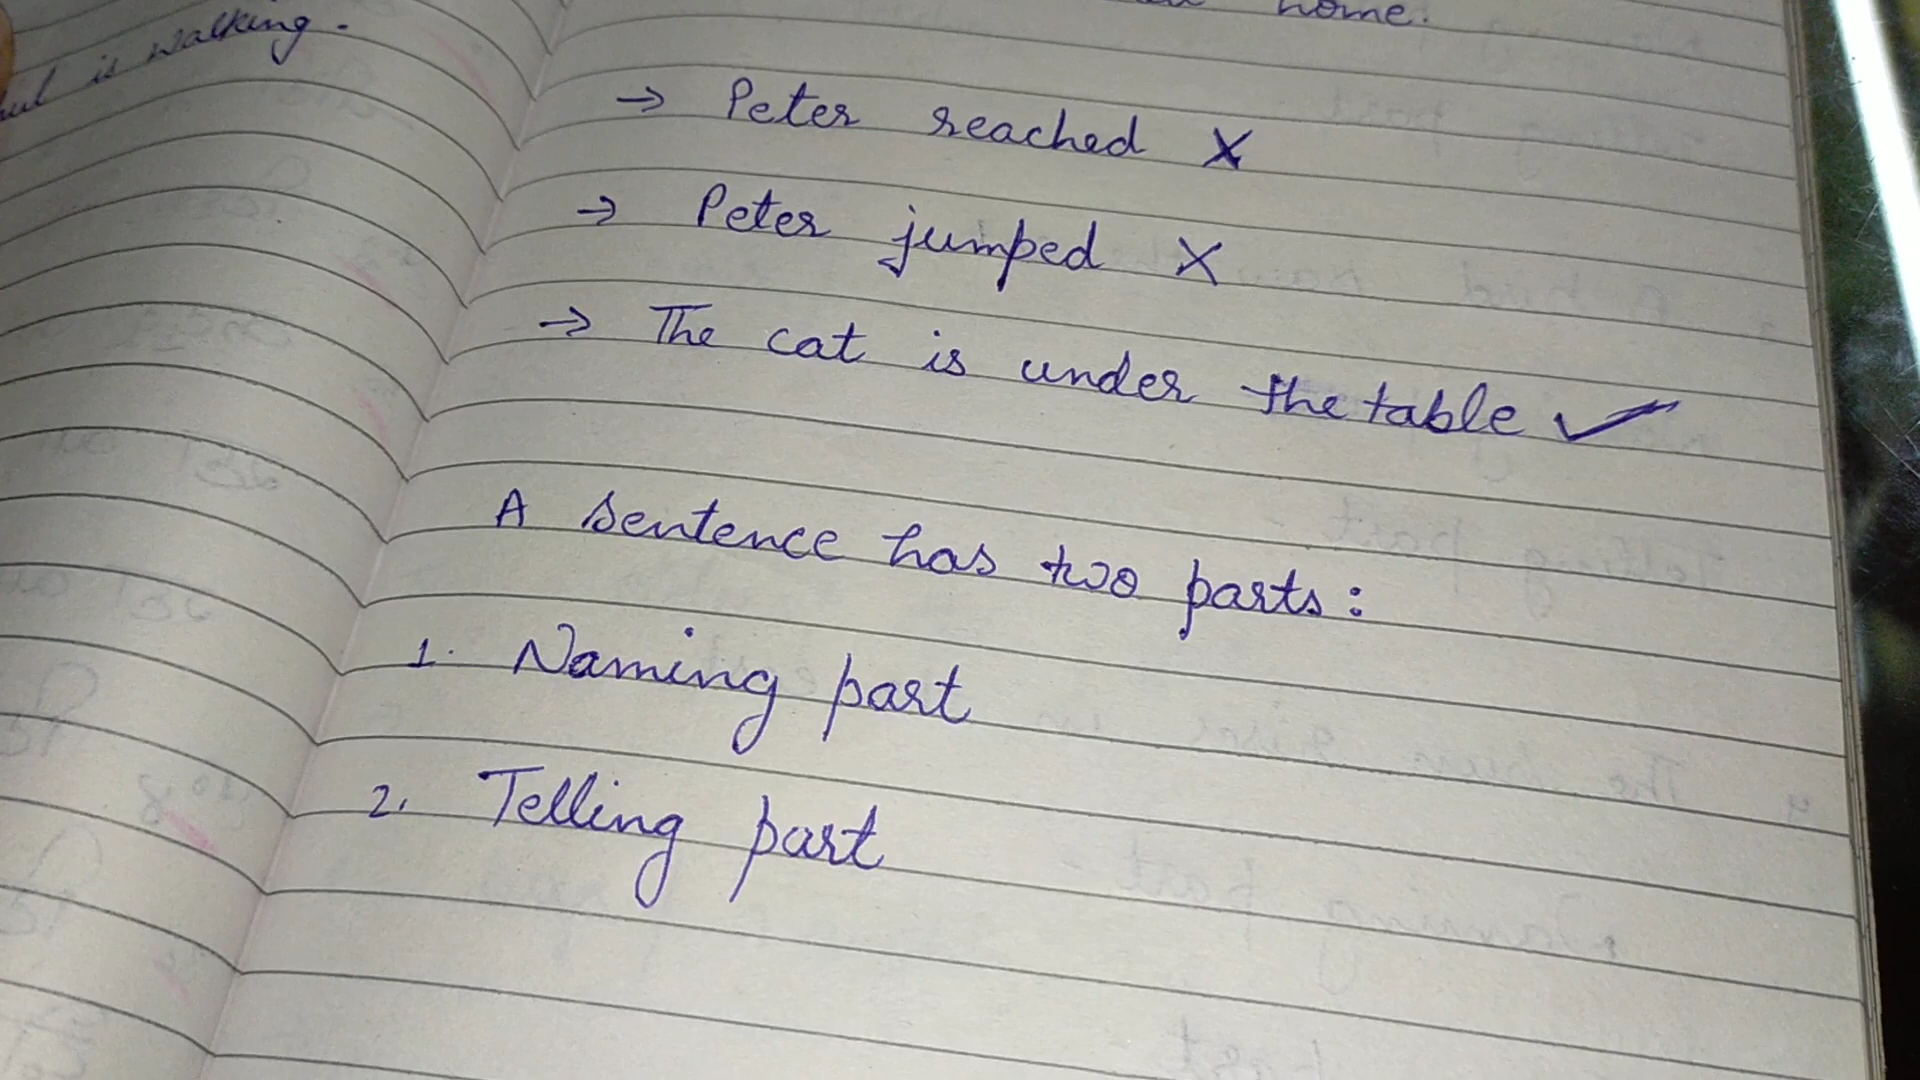 is walking.
home.
→ Peter reached X
→ Peter jumped X
→ The cat is under the table ✓
A sentence has two parts:
1. Naming part
2. Telling part